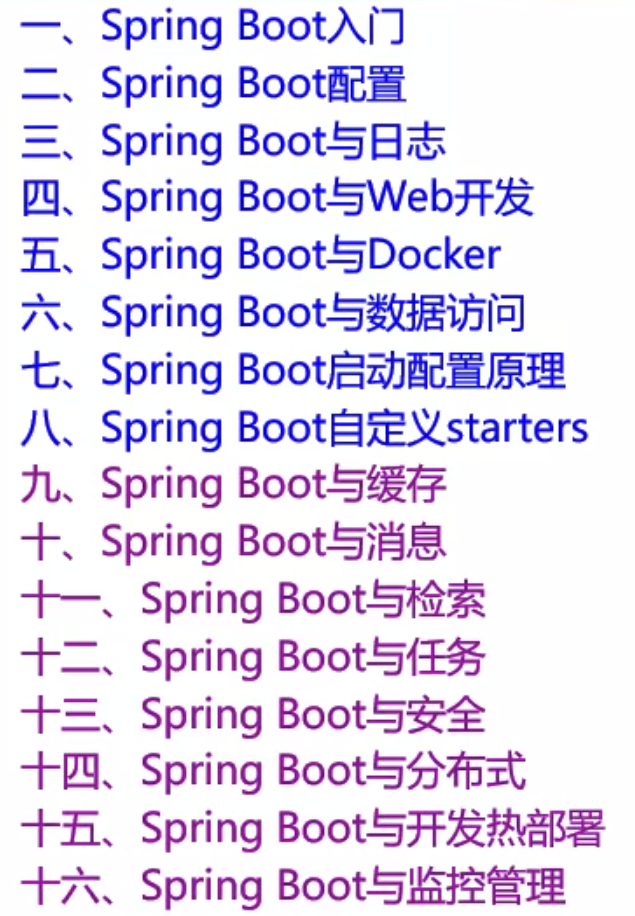 一、Spring Boot入门
二、Spring Boot配置
三、Spring Boot与日志
四、Spring Boot与Web开发
五、Spring Boot与Docker
六、Spring Boot与数据访问
七、Spring Boot启动配置原理
八、Spring Boot自定义starters
九、Spring Boot与缓存
十、Spring Boot与消息
十一、Spring Boot与检索
十二、Spring Boot与任务
十三、Spring Boot与安全
十四、Spring Boot与分布式
十五、Spring Boot与开发热部署
十六、Spring Boot与监控管理